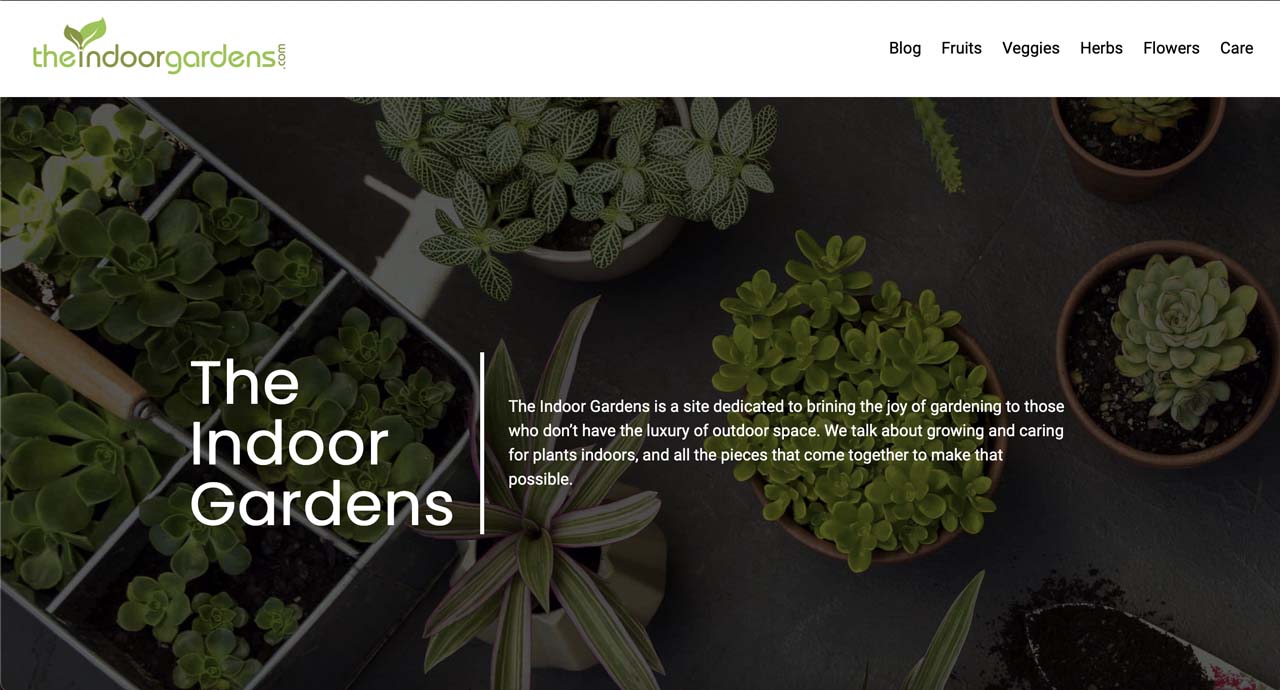 theindoorgardens.com
Blog Fruits Veggies Herbs Flowers Care
The
Indoor
Gardens
The Indoor Gardens is a site dedicated to brining the joy of gardening to those
who don’t have the luxury of outdoor space. We talk about growing and caring
for plants indoors, and all the pieces that come together to make that
possible.